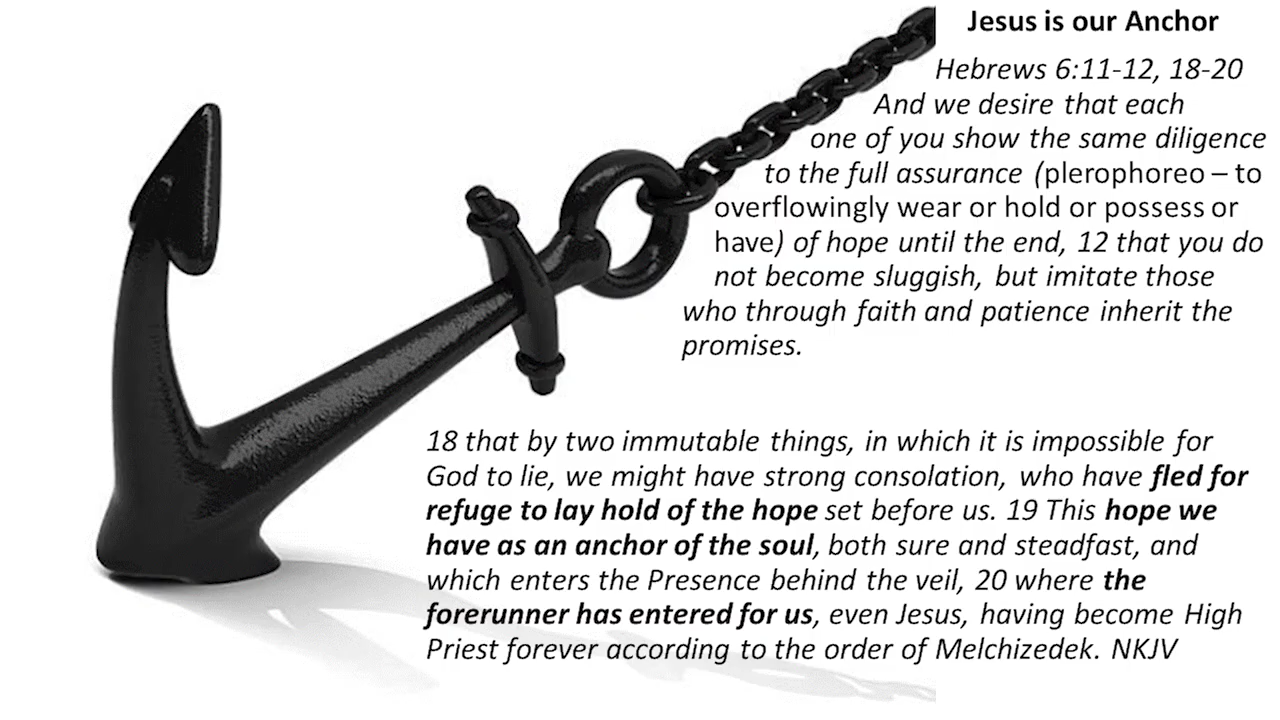 Jesus is our Anchor
Hebrews 6:11-12, 18-20
And we desire that each
one of you show the same diligence
to the full assurance (plerophoreo – to
overflowingly wear or hold or possess or
have) of hope until the end, 12 that you do
not become sluggish, but imitate those
who through faith and patience inherit the
promises.
18 that by two immutable things, in which it is impossible for
God to lie, we might have strong consolation, who have fled for
refuge to lay hold of the hope set before us. 19 This hope we
have as an anchor of the soul, both sure and steadfast, and
which enters the Presence behind the veil, 20 where the
forerunner has entered for us, even Jesus, having become High
Priest forever according to the order of Melchizedek. NKJV